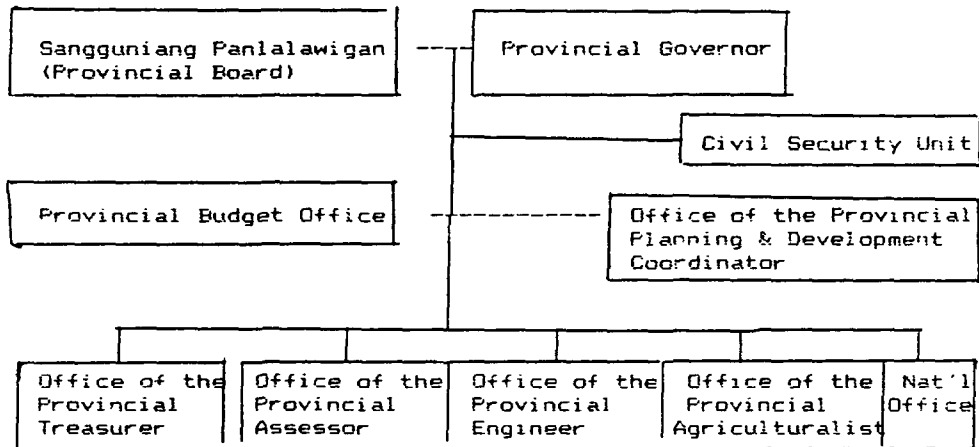 Sangguniang Panlalawigan
(Provincial Board)
Provincial Governor
Civil Security Unit
Provincial Budget Office
Office of the Provincial
Planning & Development
Coordinator
Office of the
Provincial
Treasurer
Office of the
Provincial
Assessor
Office of the
Provincial
Engineer
Office of the
Provincial
Agriculturalist
Nat'l
Office